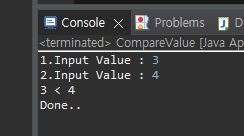 Console Problems D
<terminated> CompareValue [Java Ap
1.Input Value : 3
2.Input Value : 4
3 < 4
Done..